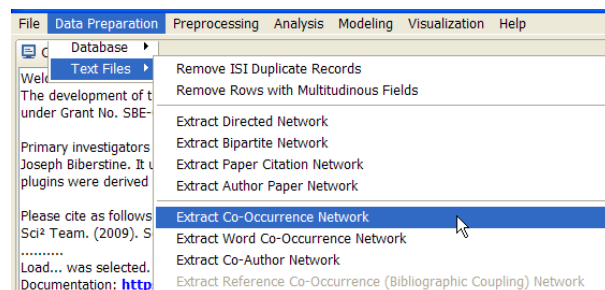 File Data Preparation Preprocessing Analysis Modeling Visualization Help
Database
Text Files
Remove ISI Duplicate Records
Remove Rows with Multitudinous Fields
Extract Directed Network
Extract Bipartite Network
Extract Paper Citation Network
Extract Author Paper Network
Extract Co-Occurrence Network
Extract Word Co-Occurrence Network
Extract Co-Author Network
Extract Reference Co-Occurrence (Bibliographic Coupling) Network
The development of t
under Grant No. SBE-
Primary investigators
Joseph Biberstine. It u
plugins were derived
Please cite as follows
Sci² Team. (2009). S
..........
Load... was selected.
Documentation: http